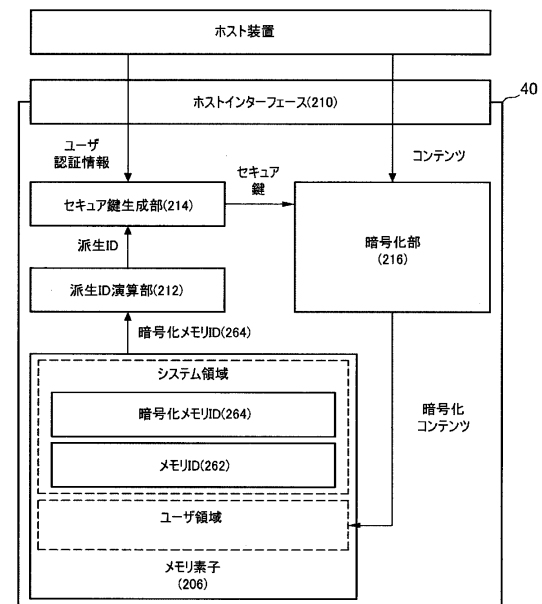 ホスト装置
40
ホストインターフェース(210)
ユーザ
認証情報
コンテンツ
セキュア
鍵
セキュア鍵生成部(214)
暗号化部
(216)
派生ID
派生ID演算部(212)
暗号化メモリID(264)
システム領域
暗号化メモリID(264)
メモリID(262)
暗号化
コンテンツ
ユーザ領域
メモリ素子
(206)